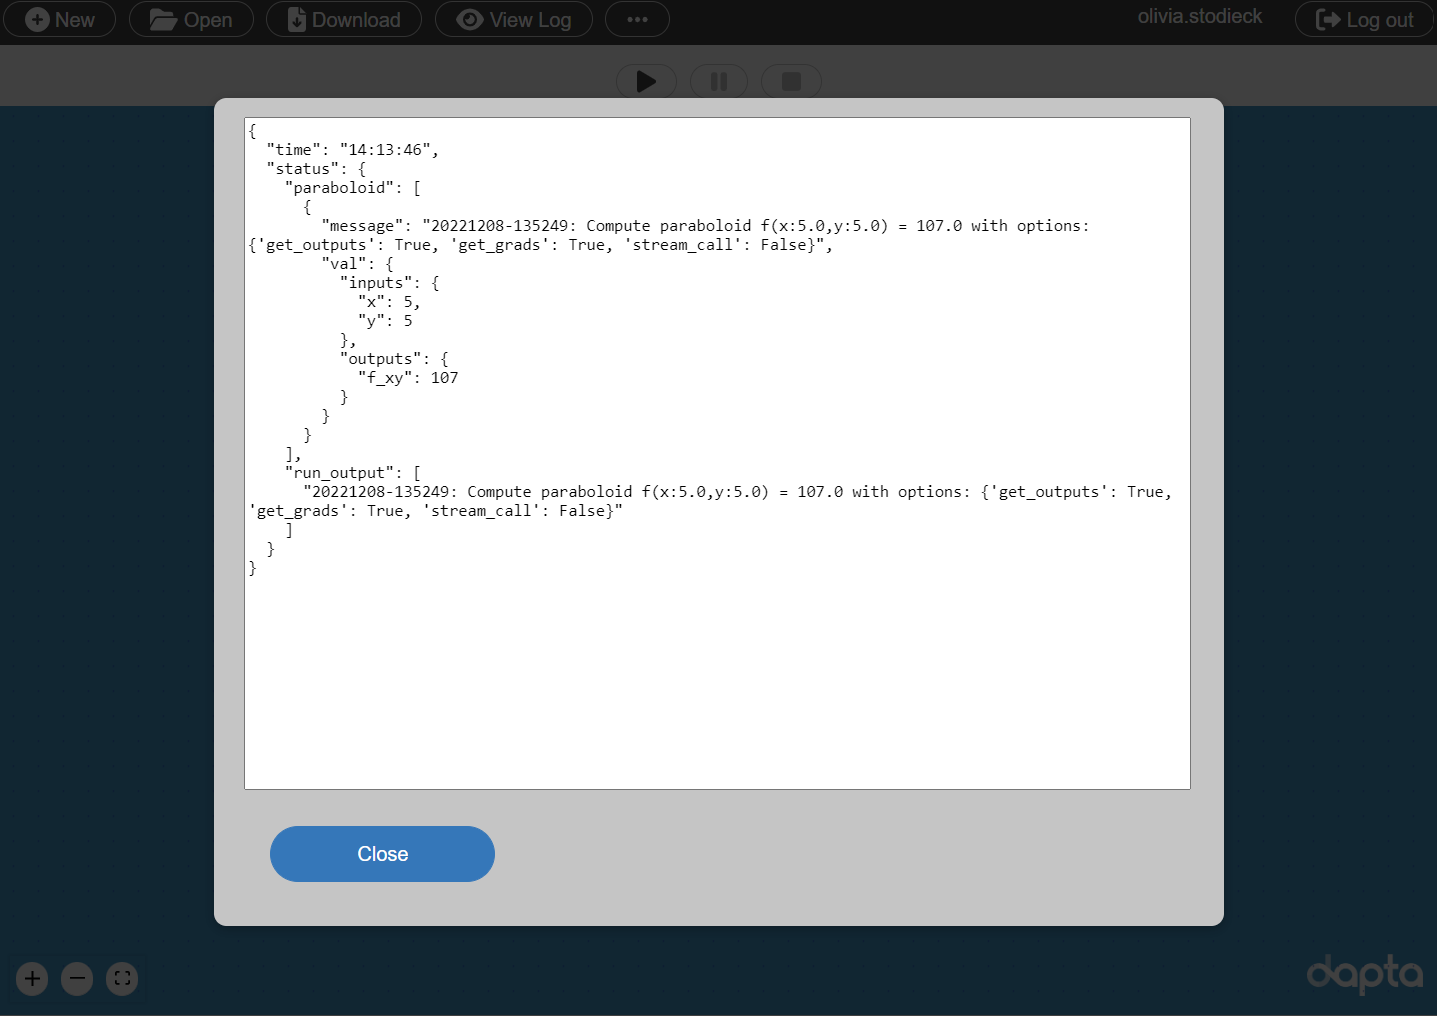 New Open Download View Log ••• olivia.stodieck Log out
{
  "time": "14:13:46",
  "status": {
    "paraboloid": [
      {
        "message": "20221208-135249: Compute paraboloid f(x:5.0,y:5.0) = 107.0 with options:
{'get_outputs': True, 'get_grads': True, 'stream_call': False}",
        "val": {
          "inputs": {
            "x": 5,
            "y": 5
          },
          "outputs": {
            "f_xy": 107
          }
        }
      }
    ],
    "run_output": [
      "20221208-135249: Compute paraboloid f(x:5.0,y:5.0) = 107.0 with options: {'get_outputs': True,
'get_grads': True, 'stream_call': False}"
    ]
  }
}
Close
dapta